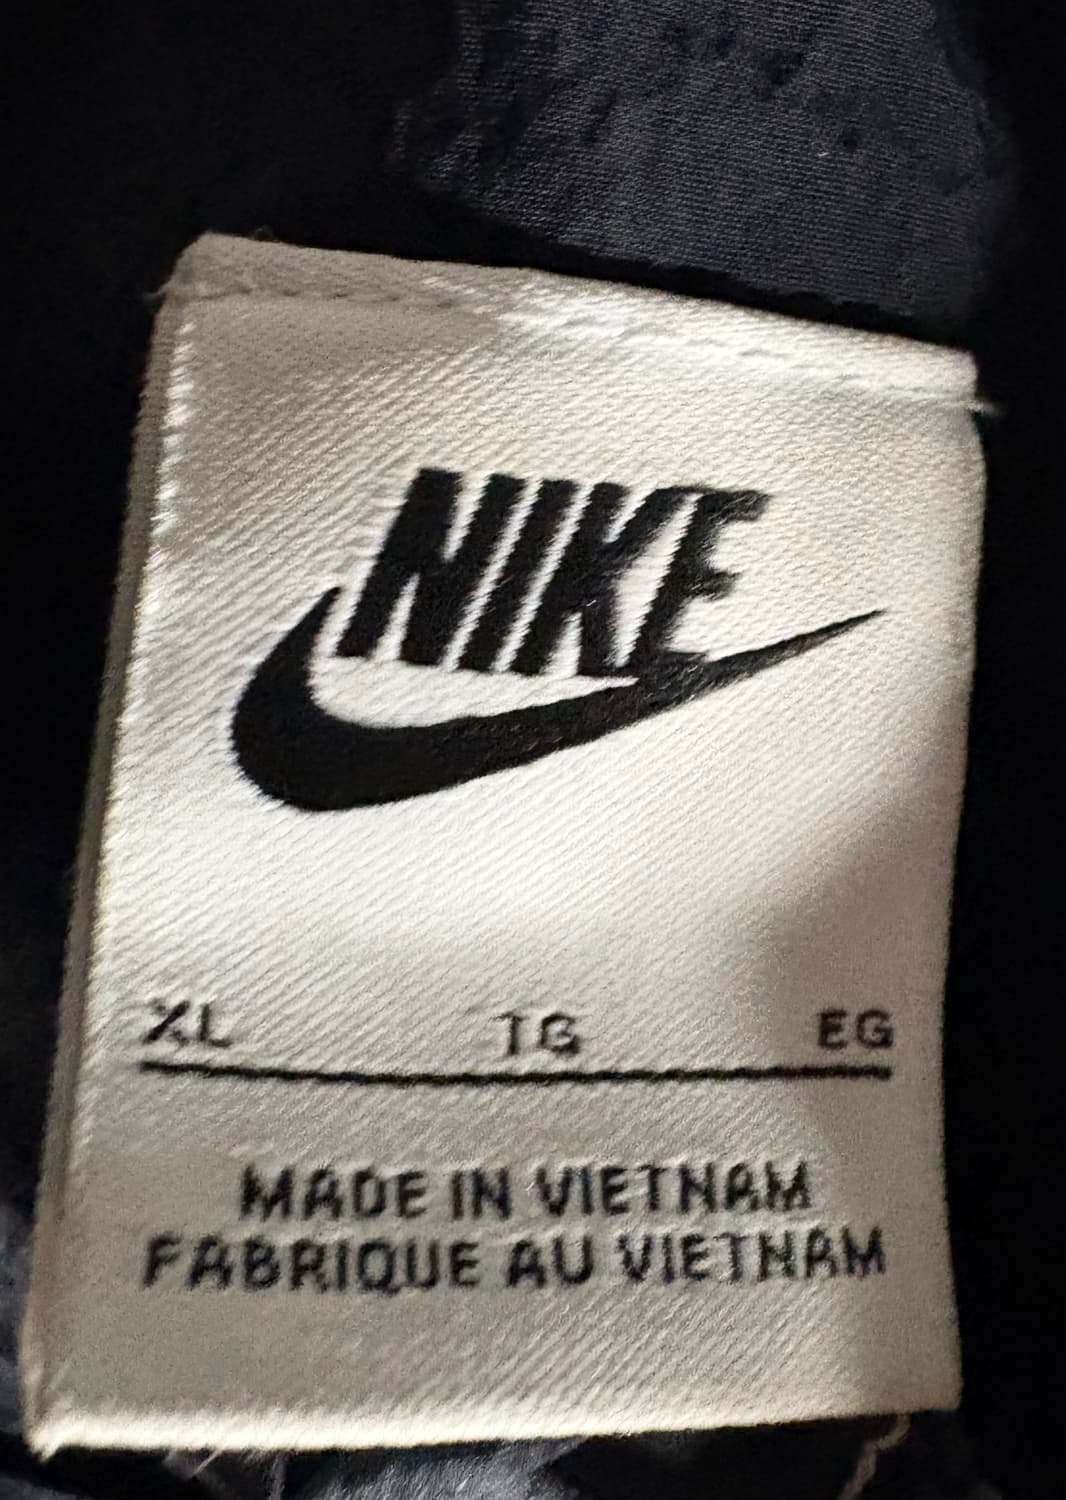 NIKE
XL TG EG
MADE IN VIETNAM
FABRIQUE AU VIETNAM